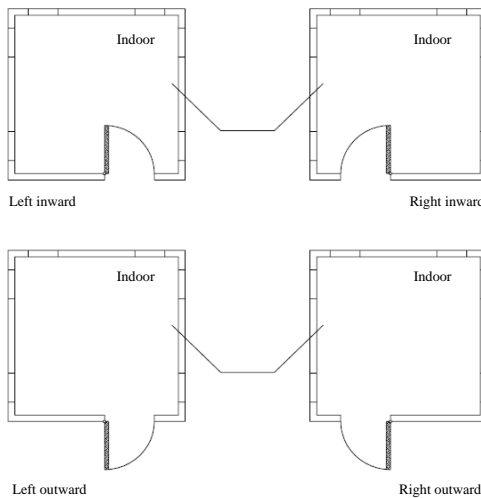 Indoor
Indoor
Left inward
Right inward
Indoor
Indoor
Left outward
Right outward